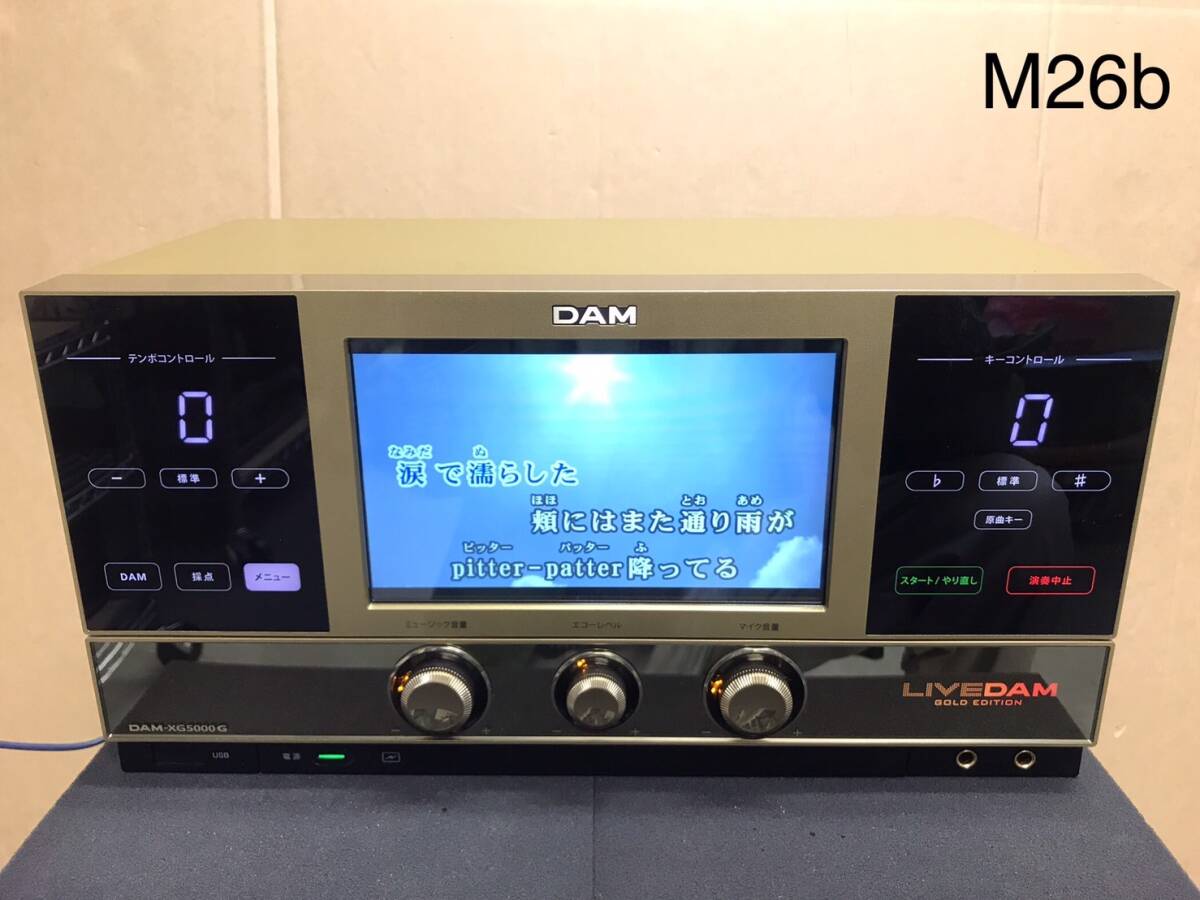 M26b
DAM
テンポコントロール
キーコントロール
0
0
− 標準 +
♭ 標準 ♯
原曲キー
なみだ ぬ
涙で濡らした
ほほ とお あめ
頬にはまた通り雨が
ピッター パッター ふ
pitter-patter降ってる
DAM 採点 メニュー
スタート/やり直し 演奏中止
ミュージック音量 エコーレベル マイク音量
− + − + − +
LIVEDAM
GOLD EDITION
DAM-XG5000G
USB 電源